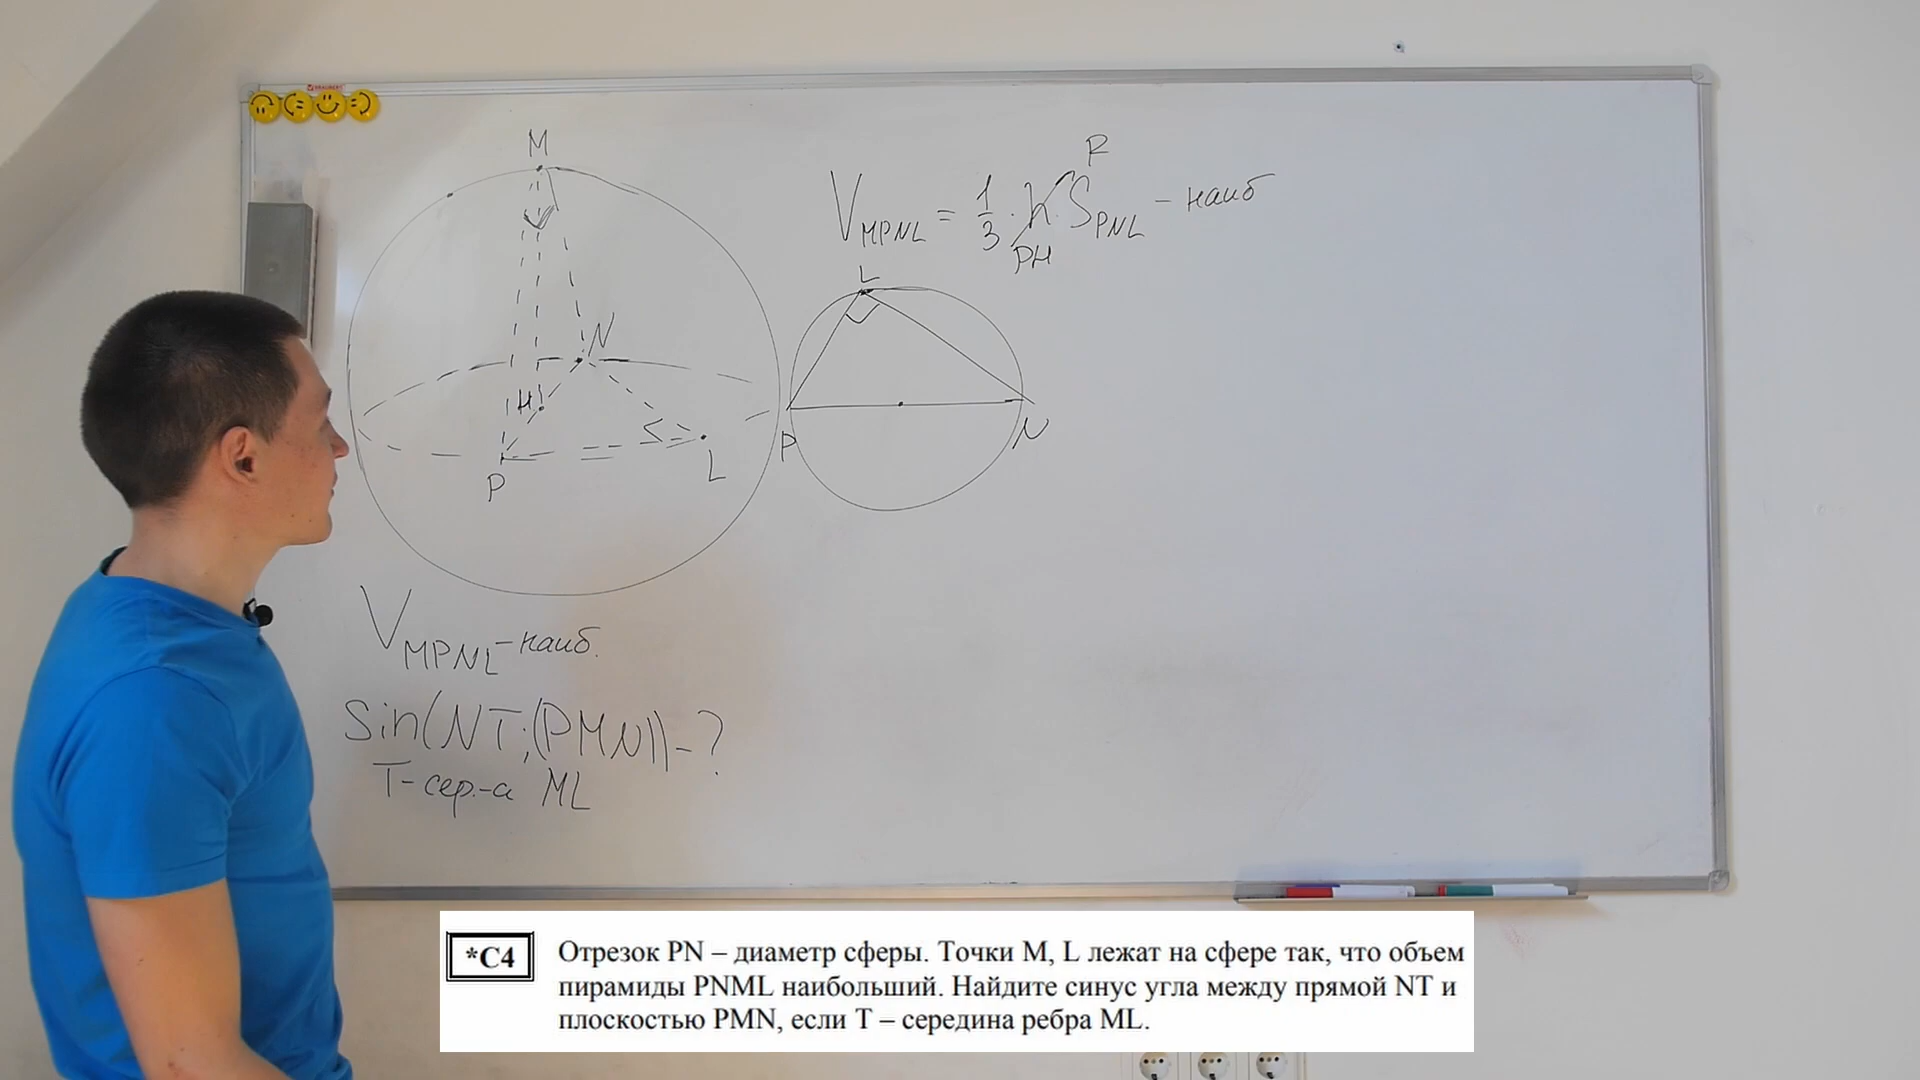 M
N
H
P
L
V_MPNL = 1/3 · h · S_PNL – наиб
R
PH
L
P
N
V_MPNL – наиб.
Sin(NT;(PMN)) – ?
T – сер.-а ML
*C4
Отрезок PN – диаметр сферы. Точки M, L лежат на сфере так, что объем
пирамиды PNML наибольший. Найдите синус угла между прямой NT и
плоскостью PMN, если T – середина ребра ML.